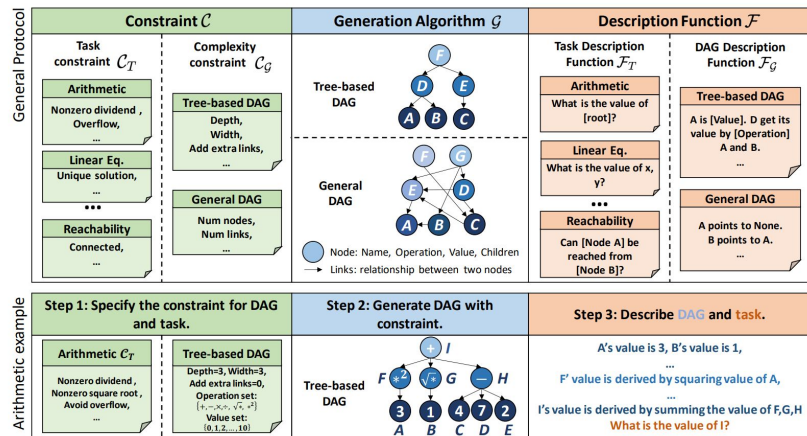 General Protocol
Constraint 𝒞
Generation Algorithm 𝒢
Description Function ℱ
Task
constraint 𝒞_T
Complexity
constraint 𝒞_𝒢
Arithmetic
Nonzero dividend ,
Overflow,
...
Linear Eq.
Unique solution,
...
...
Reachability
Connected,
...
Tree-based DAG
Depth,
Width,
Add extra links,
...
General DAG
Num nodes,
Num links,
...
Tree-based
DAG
F
D E
A B C
General
DAG
F G
E D
A B C
Node: Name, Operation, Value, Children
Links: relationship between two nodes
Task Description
Function ℱ_T
DAG Description
Function ℱ_𝒢
Arithmetic
What is the value of
[root]?
Linear Eq.
What is the value of x,
y?
...
Reachability
Can [Node A] be
reached from
[Node B]?
Tree-based DAG
A is [Value]. D get its
value by [Operation]
A and B.
...
General DAG
A points to None.
B points to A.
...
Arithmetic example
Step 1: Specify the constraint for DAG
and task.
Step 2: Generate DAG with
constraint.
Step 3: Describe DAG and task.
Arithmetic 𝒞_T
Nonzero dividend ,
Nonzero square root ,
Avoid overflow,
...
Tree-based DAG
Depth=3, Width=3,
Add extra links=0,
Operation set:
{+,−,×,÷, √*, *²}
Value set:
{0,1,2, ...,10}
Tree-based
DAG
+ I
F *² √* G − H
3 1 4 7 2
A B C D E
A's value is 3, B's value is 1,
...
F' value is derived by squaring value of A,
...
I's value is derived by summing the value of F,G,H
What is the value of I?